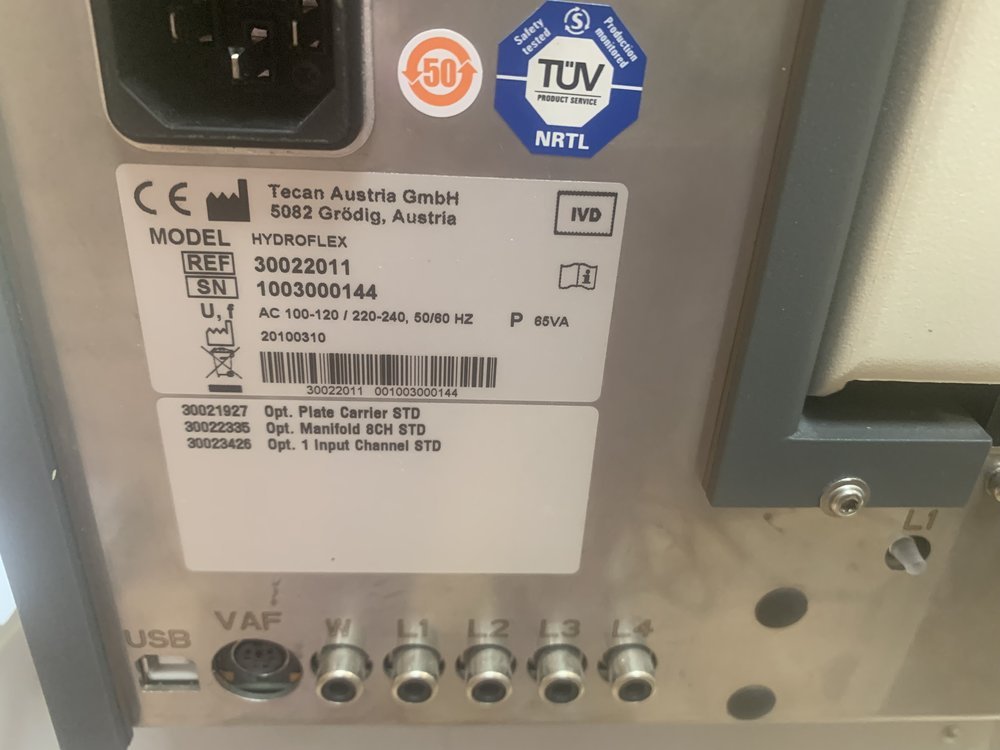 50
Safety tested
S
Production monitored
TÜV
PRODUCT SERVICE
NRTL
CE
Tecan Austria GmbH
5082 Grödig, Austria
IVD
MODEL HYDROFLEX
REF 30022011
i
SN 1003000144
U, f AC 100-120 / 220-240, 50/60 HZ P 65VA
20100310
30022011 001003000144
30021927 Opt. Plate Carrier STD
30022335 Opt. Manifold 8CH STD
30023426 Opt. 1 Input Channel STD
L1
USB VAF W L1 L2 L3 L4